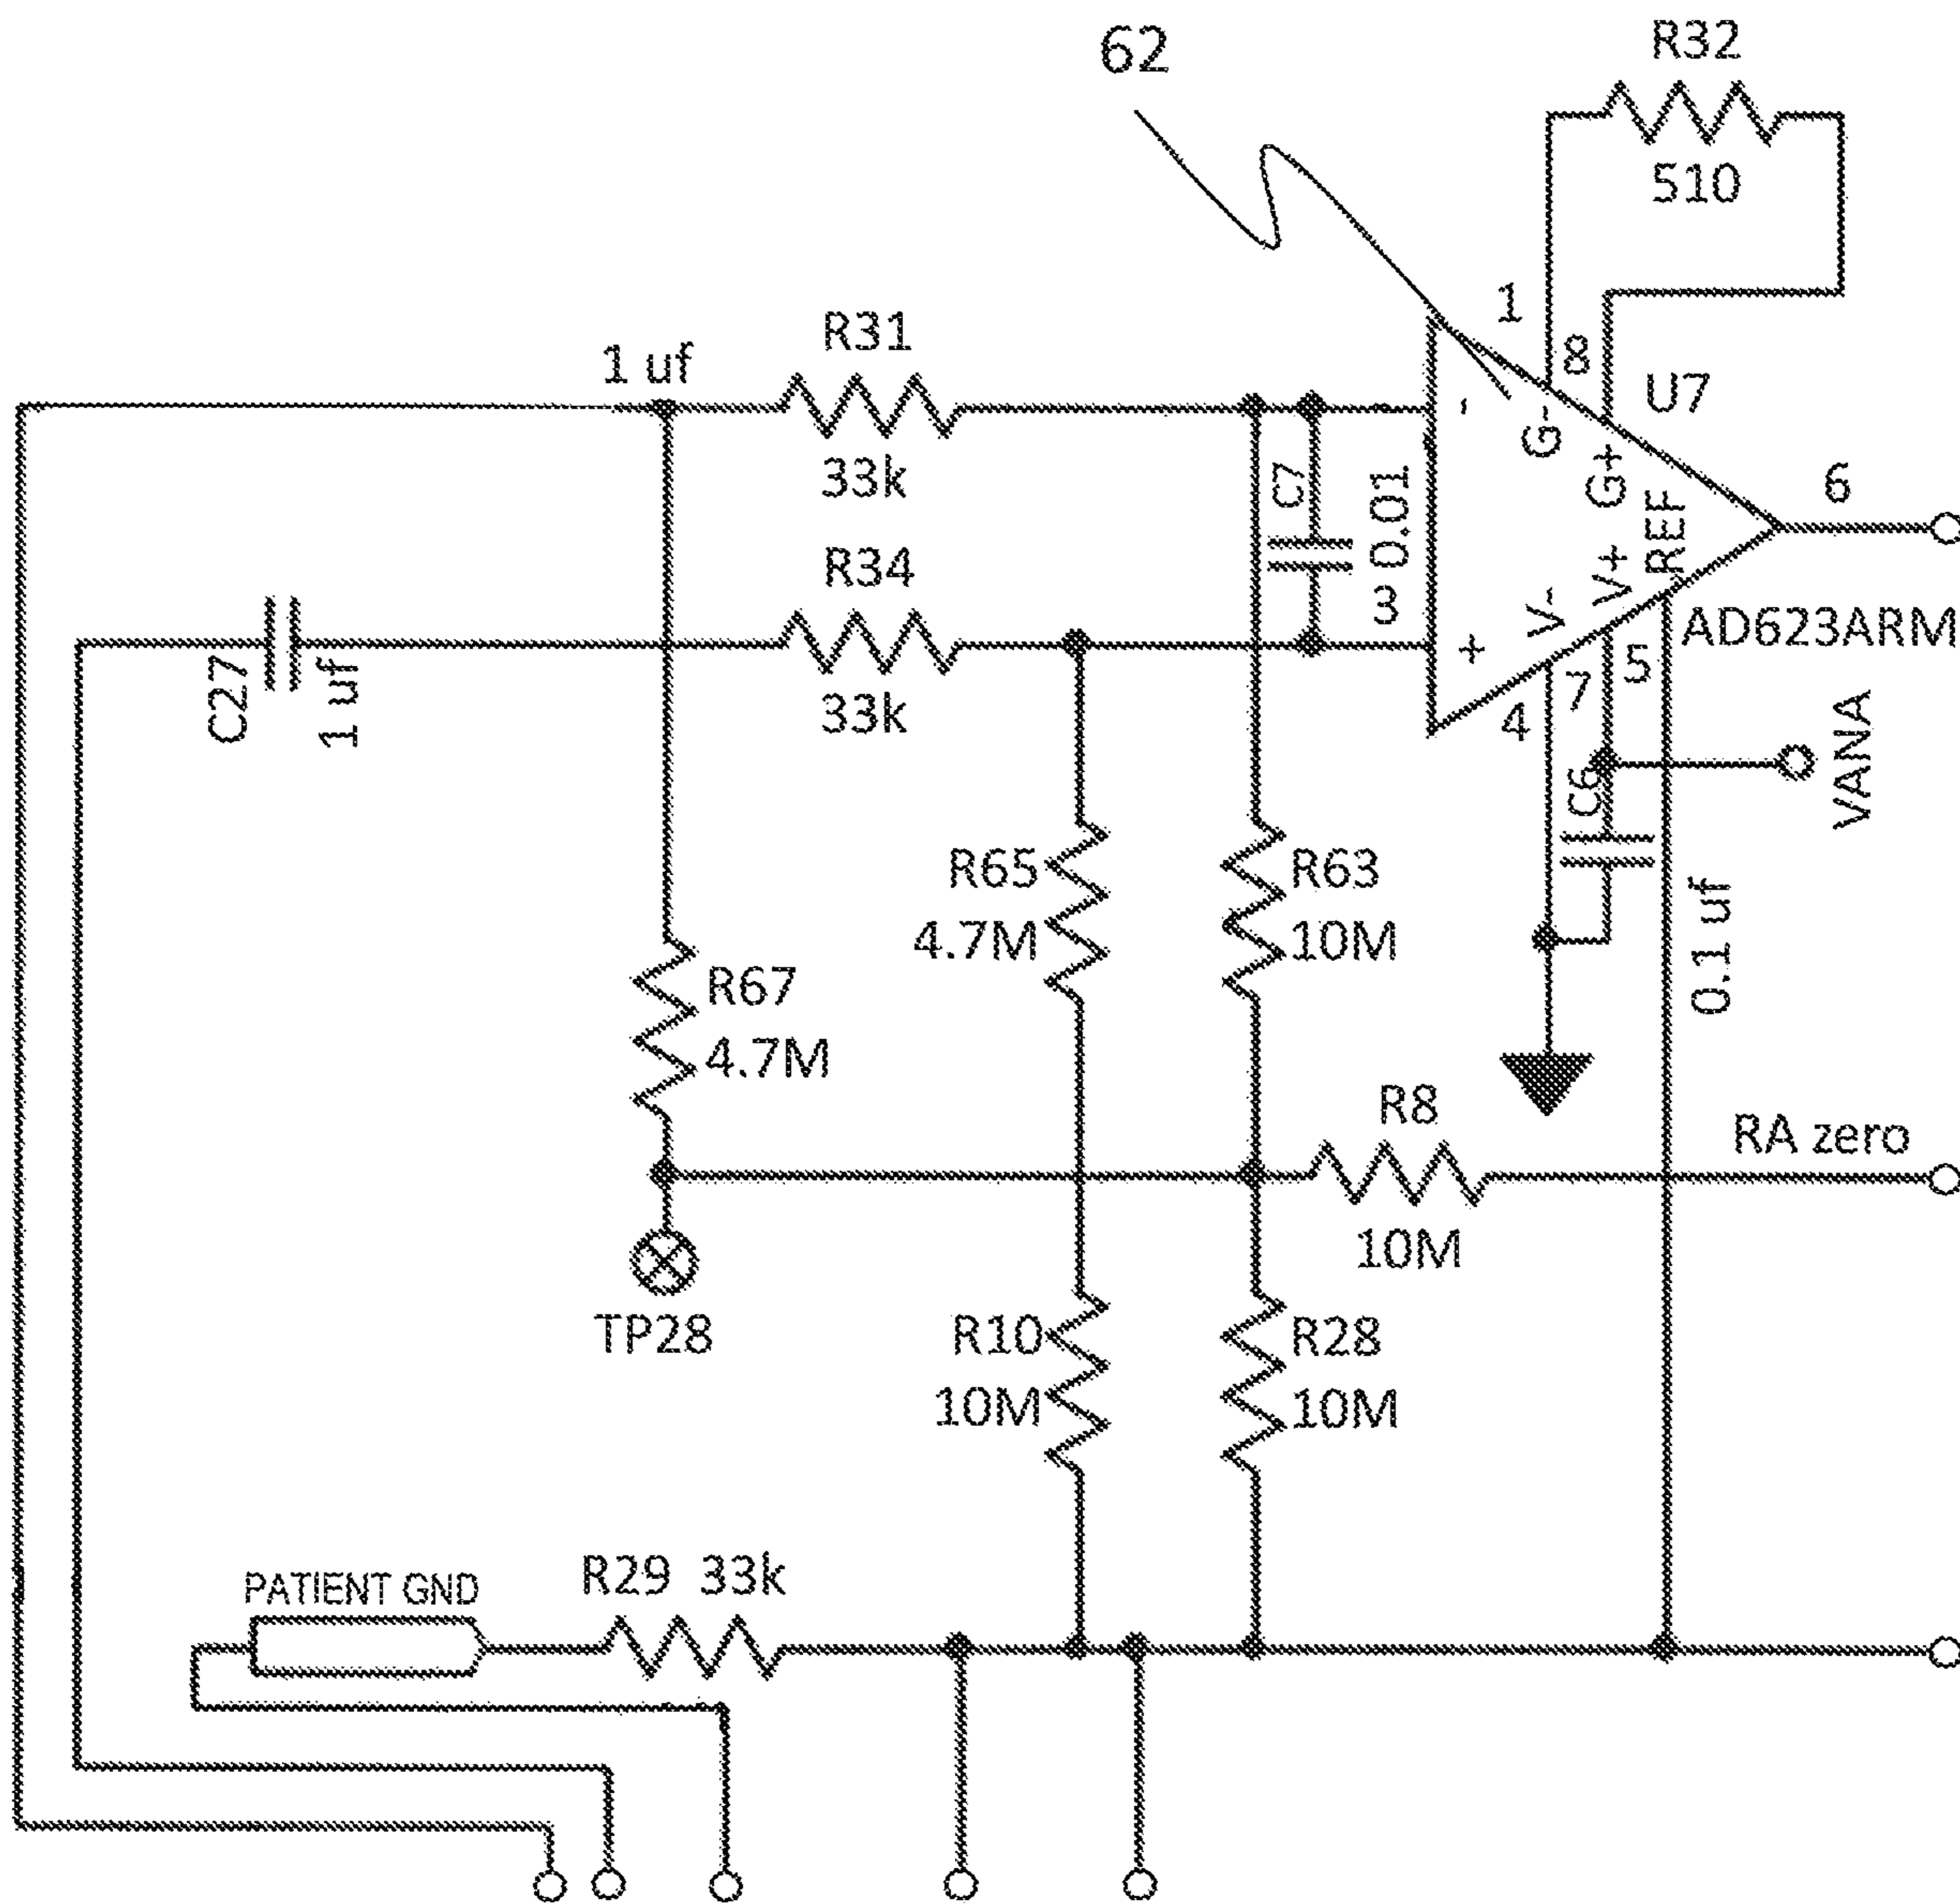 62
R32
510
1
8
U7
G-
G+
REF
6
-
+
V-
V+
AD623ARM
R31
1 uf
33k
C7
0.01
R34
3
33k
C27
1 uf
4
7
5
VANA
C6
0.1 uf
R65
4.7M
R63
10M
R67
4.7M
R8
10M
RA zero
TP28
R10
10M
R28
10M
PATIENT GND
R29 33k